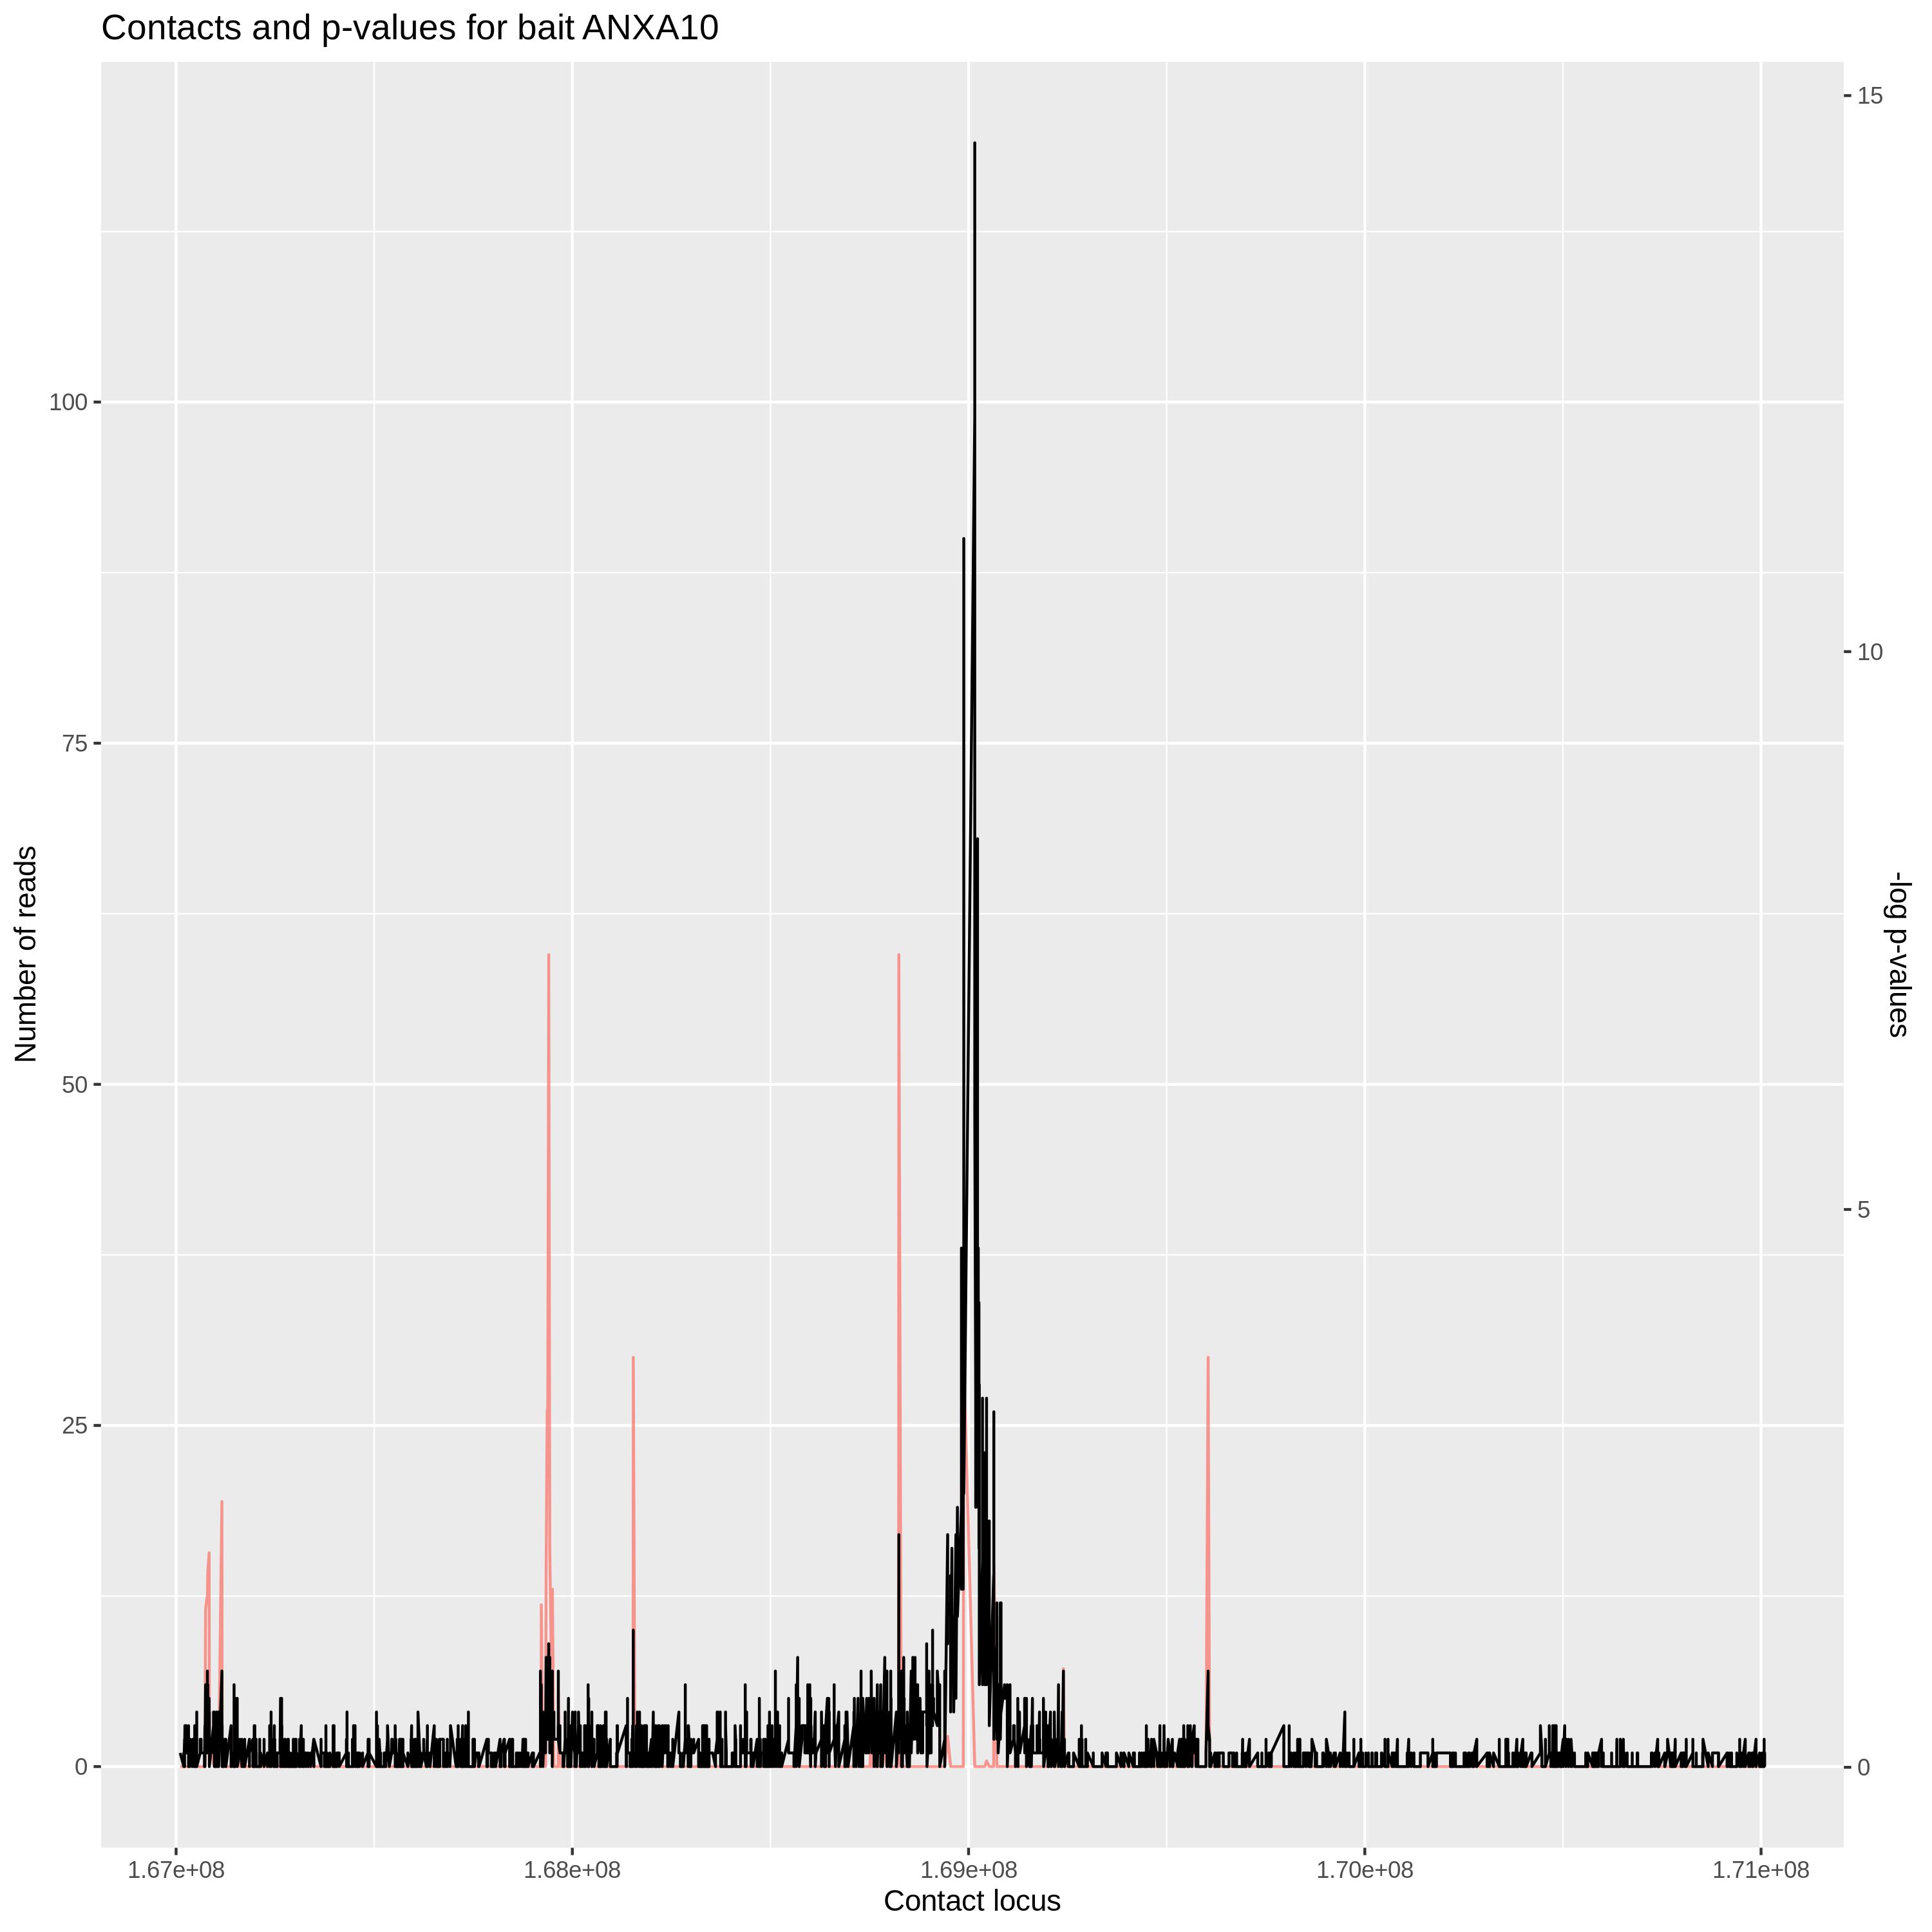 Contacts and p-values for bait ANXA10
Number of reads
100
75
50
25
0
15
10
5
0
-log p-values
1.67e+08
1.68e+08
1.69e+08
1.70e+08
1.71e+08
Contact locus